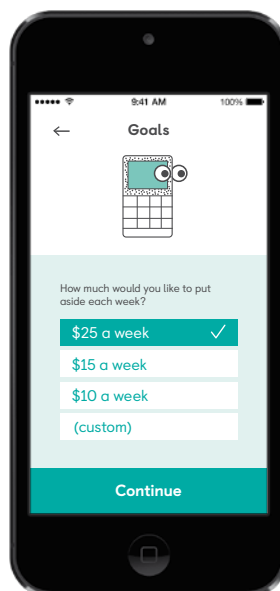 9:41 AM 100%
Goals
How much would you like to put
aside each week?
$25 a week
$15 a week
$10 a week
(custom)
Continue